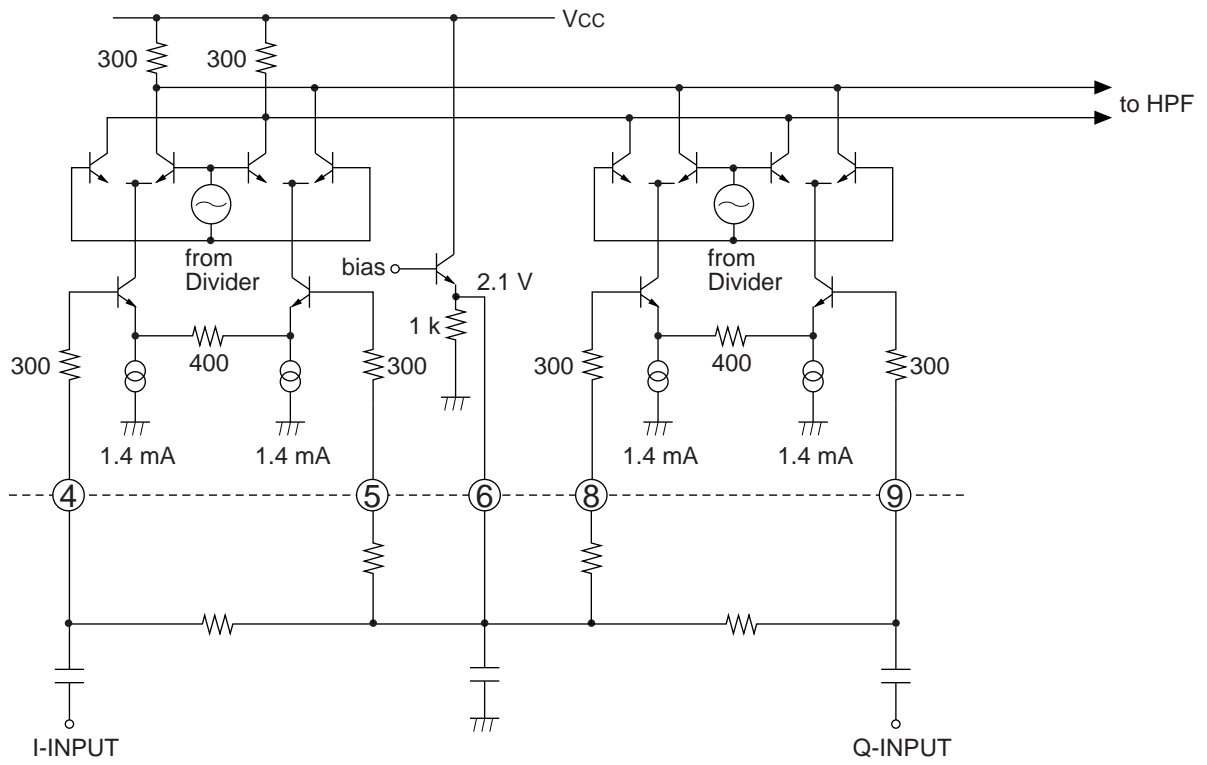 VCC
300
300
to HPF
from
Divider
from
Divider
bias
2.1 V
1 k
300
400
300
300
400
300
1.4 mA
1.4 mA
1.4 mA
1.4 mA
4
5
6
8
9
I-INPUT
Q-INPUT